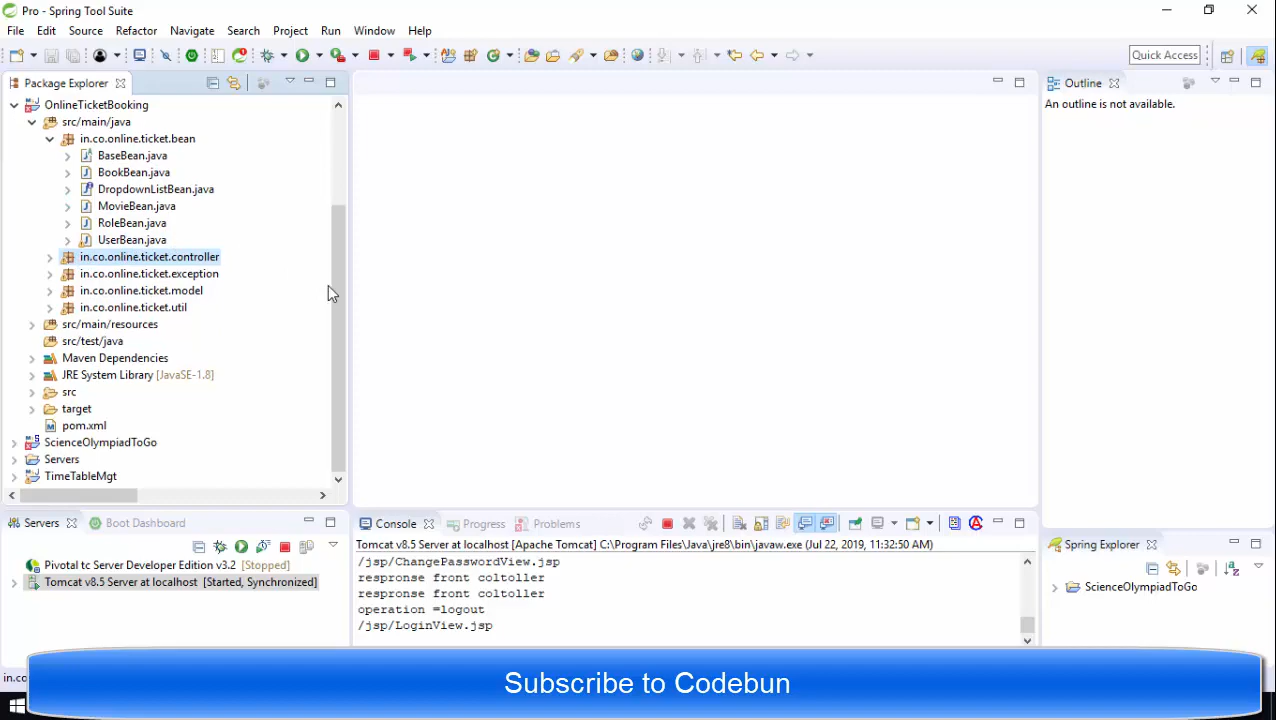 Pro - Spring Tool Suite
File Edit Source Refactor Navigate Search Project Run Window Help
Quick Access
Package Explorer
OnlineTicketBooking
src/main/java
in.co.online.ticket.bean
BaseBean.java
BookBean.java
DropdownListBean.java
MovieBean.java
RoleBean.java
UserBean.java
in.co.online.ticket.controller
in.co.online.ticket.exception
in.co.online.ticket.model
in.co.online.ticket.util
src/main/resources
src/test/java
Maven Dependencies
JRE System Library [JavaSE-1.8]
src
target
pom.xml
ScienceOlympiadToGo
Servers
TimeTableMgt
Outline
An outline is not available.
Servers Boot Dashboard
Pivotal tc Server Developer Edition v3.2 [Stopped]
Tomcat v8.5 Server at localhost [Started, Synchronized]
Console Progress Problems
Tomcat v8.5 Server at localhost [Apache Tomcat] C:\Program Files\Java\jre8\bin\javaw.exe (Jul 22, 2019, 11:32:50 AM)
/jsp/ChangePasswordView.jsp
respronse front coltoller
respronse front coltoller
operation =logout
/jsp/LoginView.jsp
Spring Explorer
ScienceOlympiadToGo
in.co
Subscribe to Codebun